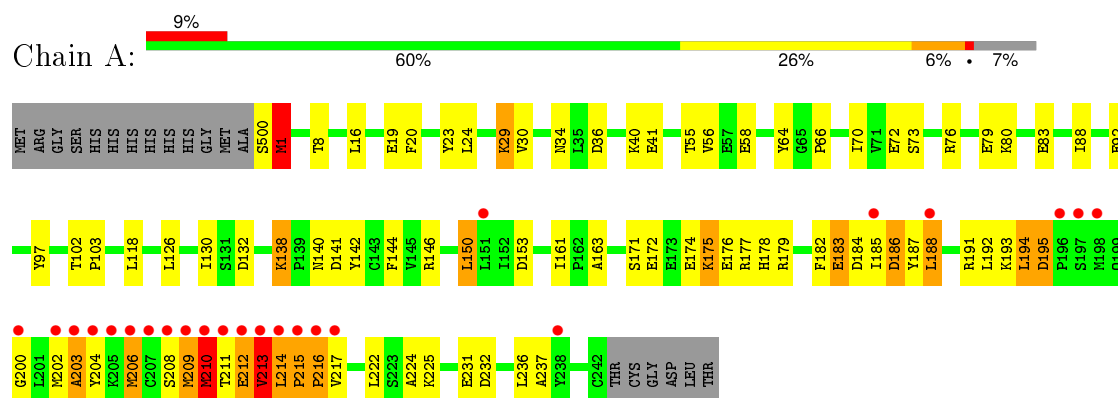 9%
Chain A:
60% 26% 6% • 7%
MET ARG GLY SER HIS HIS HIS HIS HIS HIS GLY MET ALA S500 M1 T8 L16 E19 F20 Y23 L24 K29 V30 N34 L35 D36 K40 E41 T55 V56 E57 E58 Y64 G65 P66 I70 V71 E72 S73 R76 E79 K80 E83 I88
Y97 T102 P103 L118 L126 I130 S131 D132 K138 P139 N140 D141 Y142 C143 F144 V145 R146 L150 L151 I152 D153 I161 P162 A163 S171 E172 E173 E174 K175 E176 R177 H178 R179 F182 E183 D184 I185 D186 Y187 L188 R191 L192 K193 L194 D195 P196 S197 M198
G200 L201 M202 A203 Y204 K205 M206 C207 S208 M209 M210 T211 E212 V213 L214 P215 P216 V217 L222 S223 A224 K225 E231 D232 L236 A237 Y238 C242 THR CYS GLY ASP LEU THR